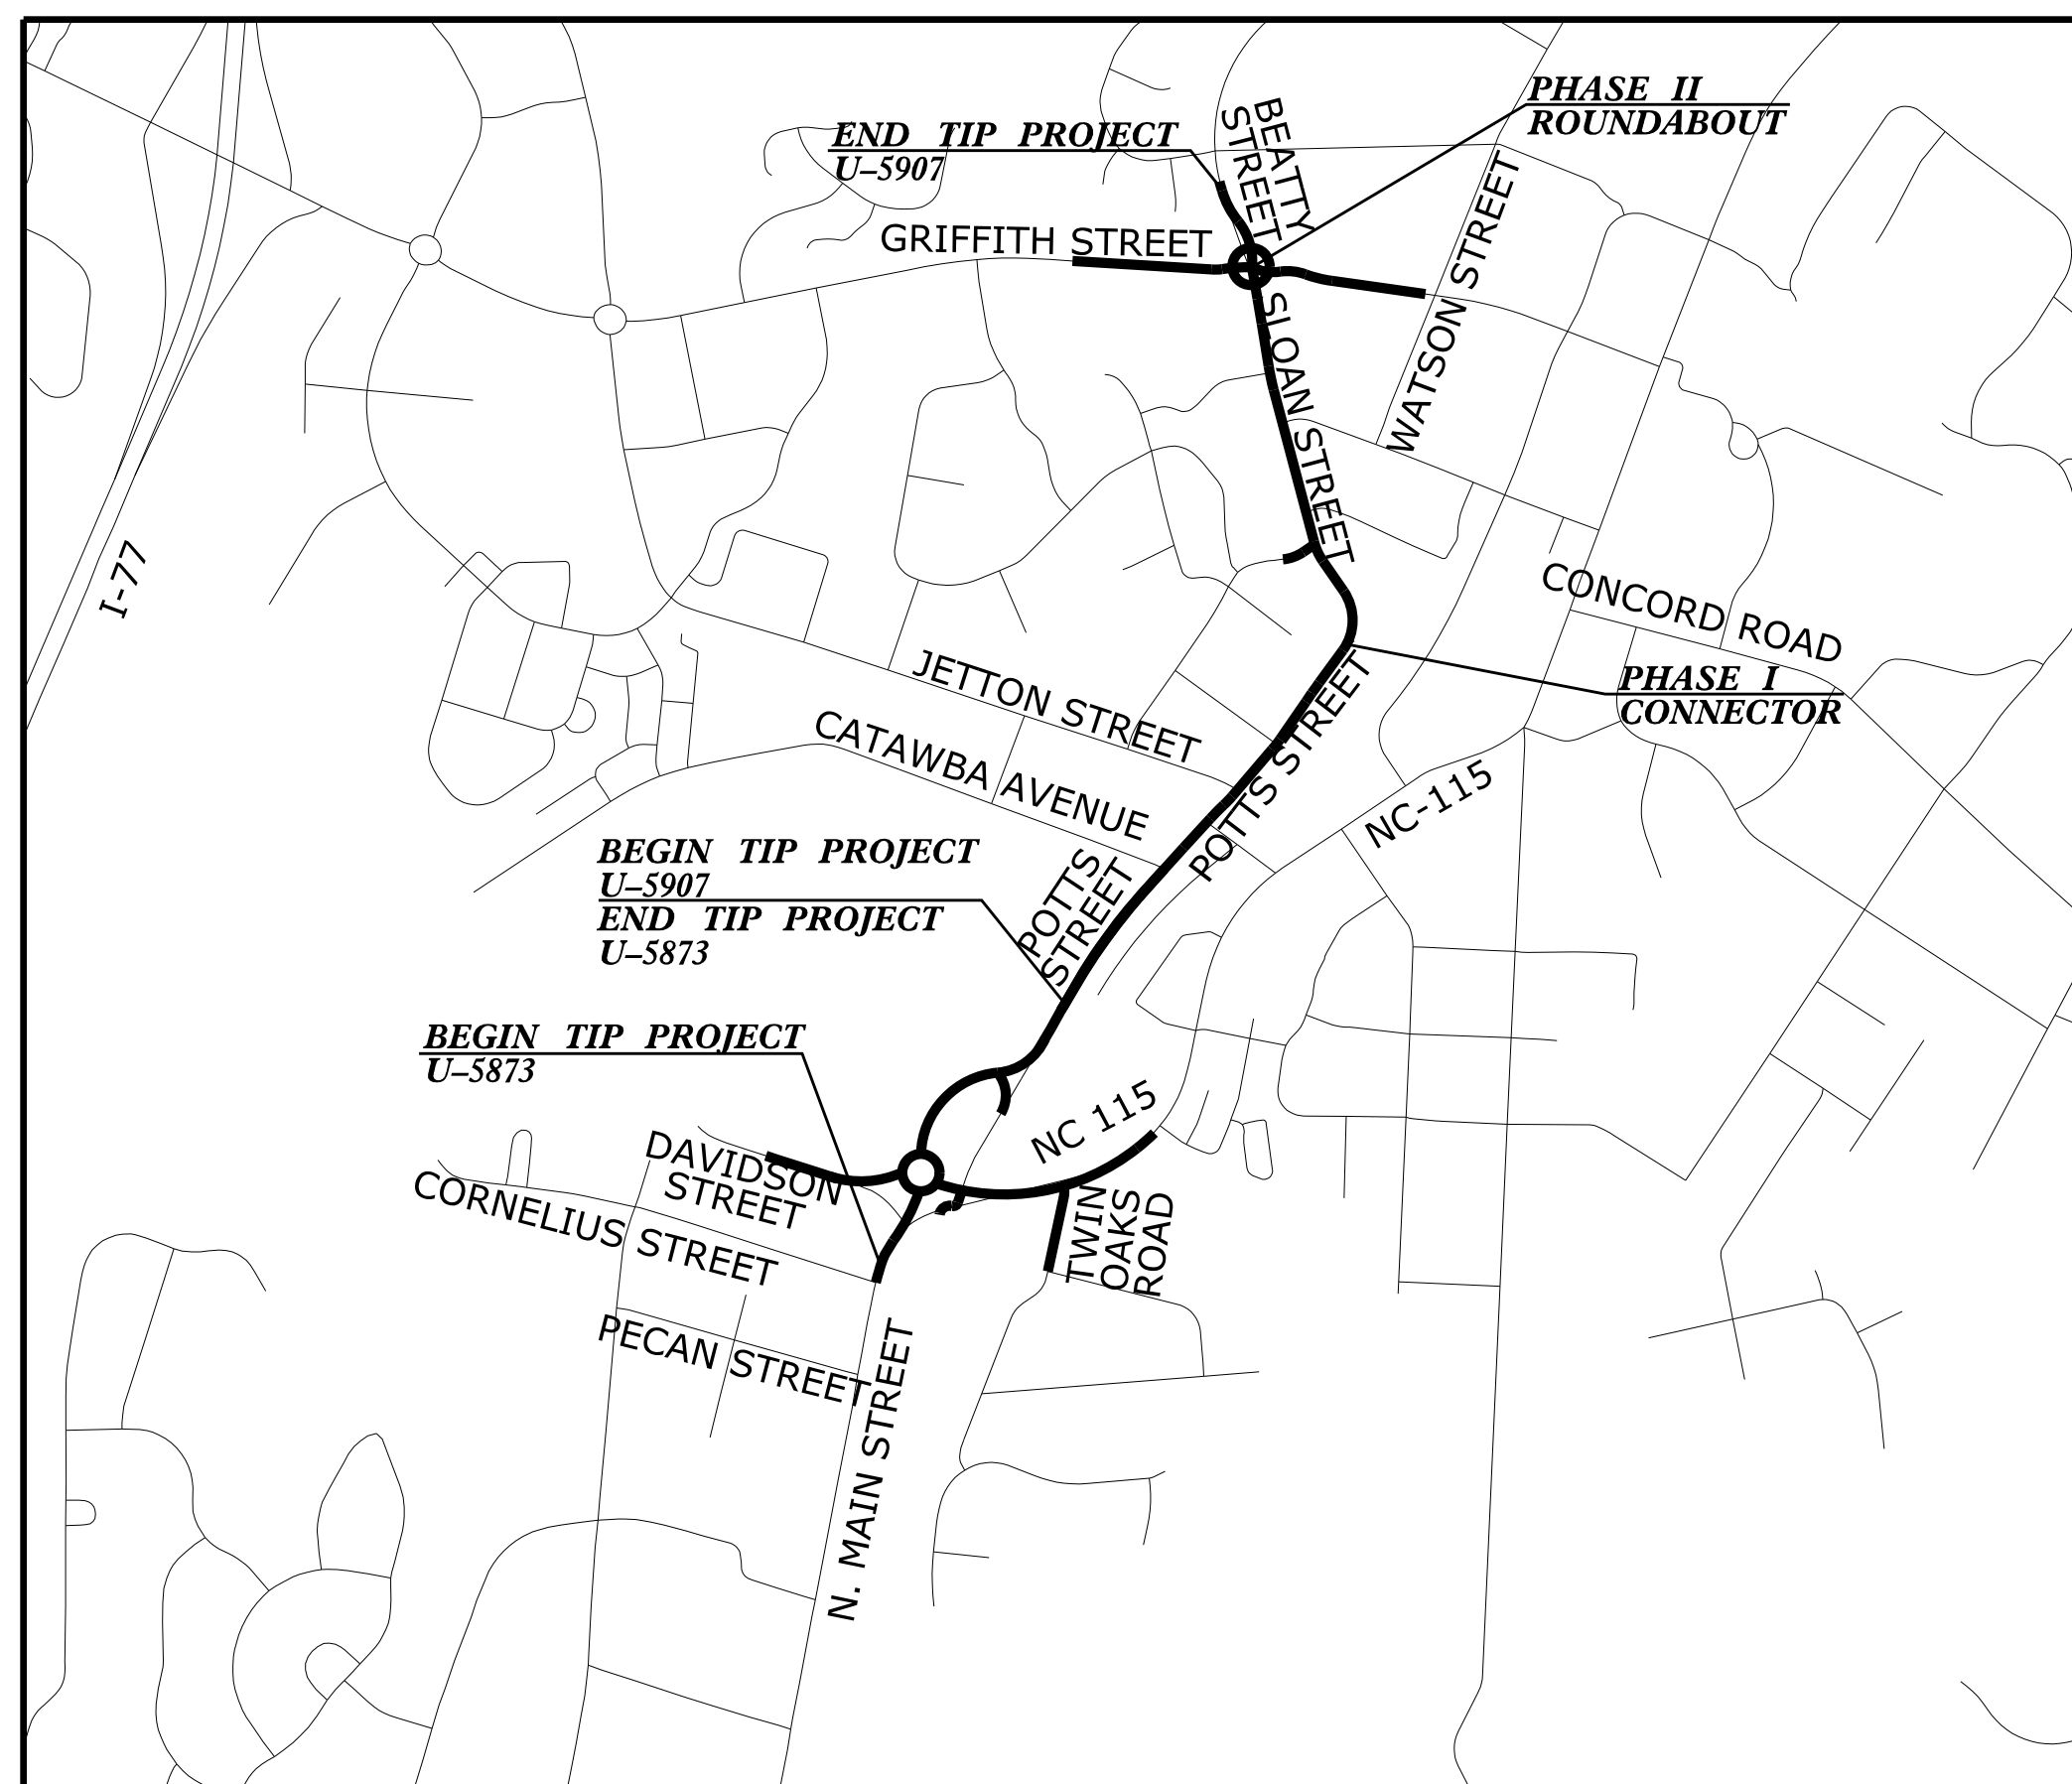 PHASE II
ROUNDABOUT
END TIP PROJECT
U–5907
BEATTY
STREET
GRIFFITH STREET
WATSON STREET
SLOAN STREET
I-77
CONCORD ROAD
JETTON STREET
PHASE I
CONNECTOR
CATAWBA AVENUE
POTTS STREET
NC-115
BEGIN TIP PROJECT
U–5907
END TIP PROJECT
U–5873
POTTS
STREET
BEGIN TIP PROJECT
U–5873
NC 115
DAVIDSON
STREET
CORNELIUS STREET
TWIN
OAKS
ROAD
PECAN STREET
N. MAIN STREET